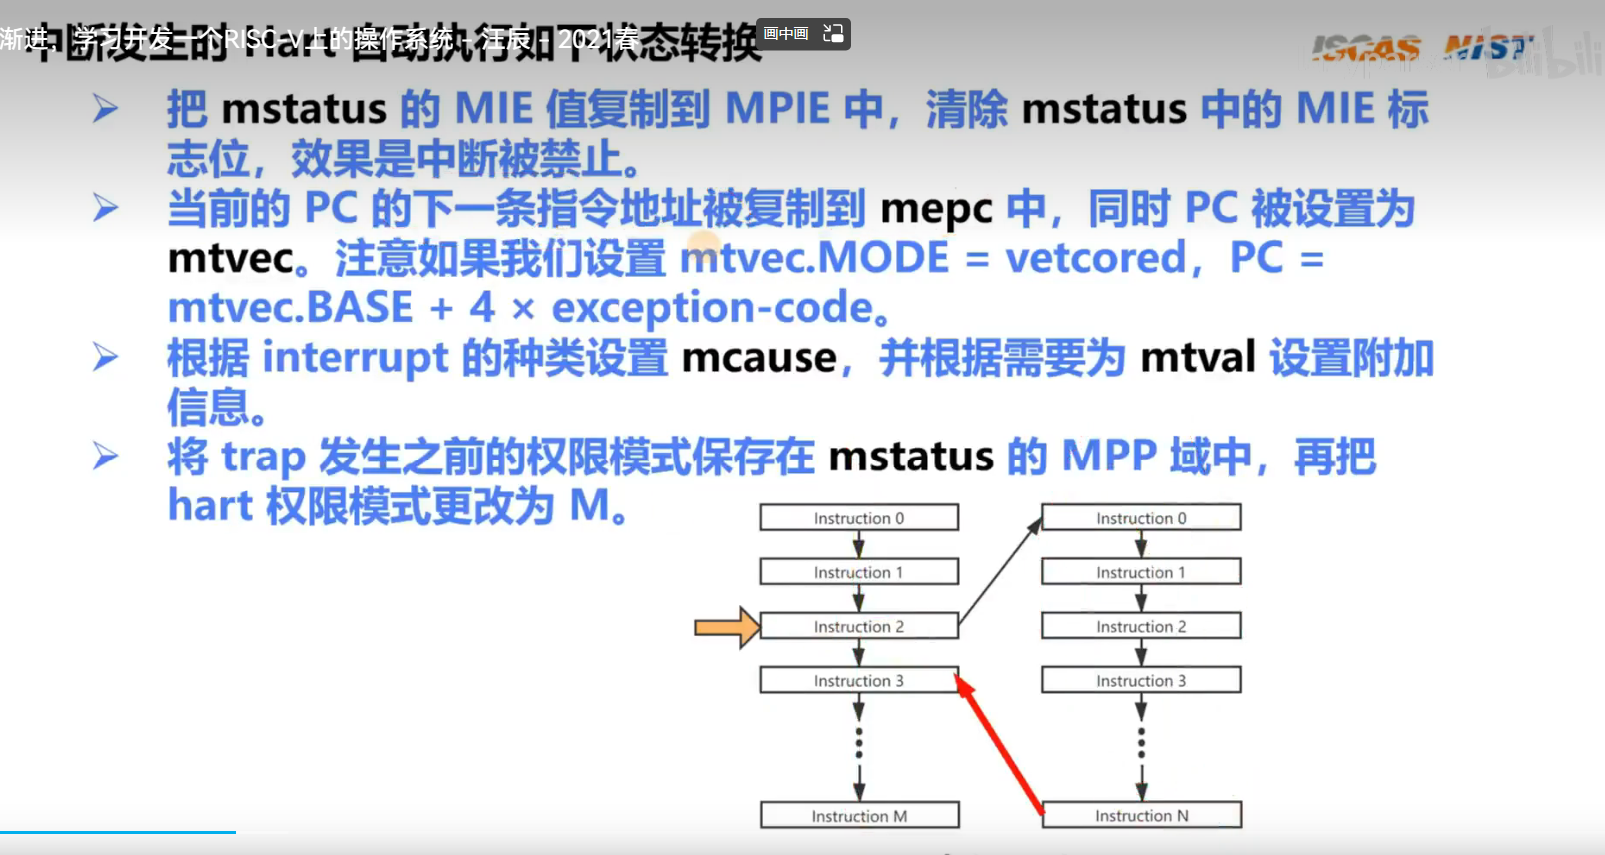 中断发生时 Hart 自动执行如下状态转换
渐进，学习开发一个RISC-V上的操作系统 - 汪辰 - 2021春
画中画
ISCAS MIST
bilibili
➢ 把 mstatus 的 MIE 值复制到 MPIE 中，清除 mstatus 中的 MIE 标
志位，效果是中断被禁止。
➢ 当前的 PC 的下一条指令地址被复制到 mepc 中，同时 PC 被设置为
mtvec。注意如果我们设置 mtvec.MODE = vetcored，PC =
mtvec.BASE + 4 × exception-code。
➢ 根据 interrupt 的种类设置 mcause，并根据需要为 mtval 设置附加
信息。
➢ 将 trap 发生之前的权限模式保存在 mstatus 的 MPP 域中，再把
hart 权限模式更改为 M。
Instruction 0
Instruction 1
Instruction 2
Instruction 3
Instruction M
Instruction 0
Instruction 1
Instruction 2
Instruction 3
Instruction N